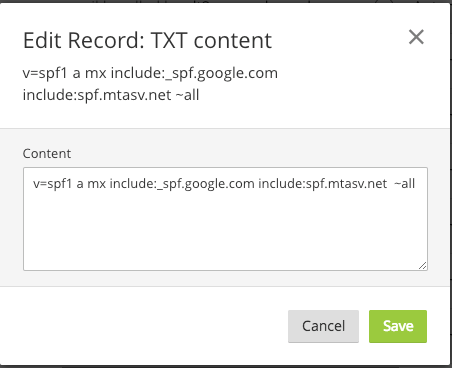 Edit Record: TXT content
v=spf1 a mx include:_spf.google.com
include:spf.mtasv.net ~all
Content
v=spf1 a mx include:_spf.google.com include:spf.mtasv.net  ~all
Cancel
Save